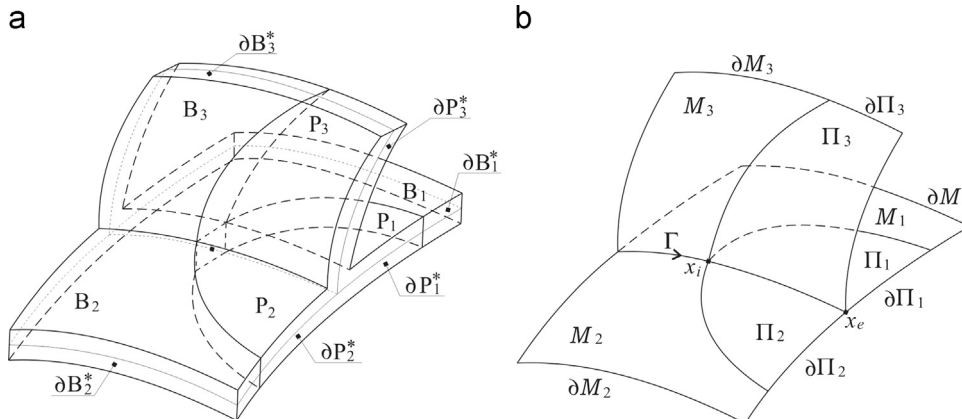 a
∂B₃*
B₃
P₃
∂P₃*
∂B₁*
B₁
P₁
∂P₁*
B₂
P₂
∂P₂*
∂B₂*
b
∂M₃
∂Π₃
M₃
Π₃
∂M
M₁
Γ
x_i
Π₁
∂Π₁
x_e
M₂
Π₂
∂Π₂
∂M₂